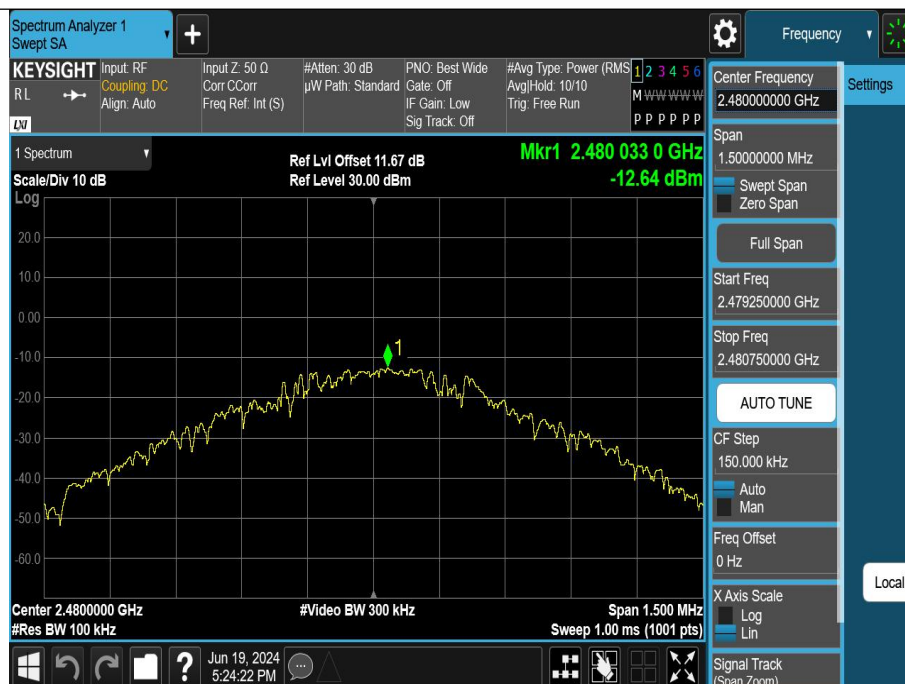 Spectrum Analyzer 1
Swept SA
Frequency
KEYSIGHT
RL
LXI
Input: RF
Coupling: DC
Align: Auto
Input Z: 50 Ω
Corr CCorr
Freq Ref: Int (S)
#Atten: 30 dB
µW Path: Standard
PNO: Best Wide
Gate: Off
IF Gain: Low
Sig Track: Off
#Avg Type: Power (RMS
Avg|Hold: 10/10
Trig: Free Run
1 2 3 4 5 6
M W W W W W
P P P P P P
1 Spectrum
Scale/Div 10 dB
Log
Ref Lvl Offset 11.67 dB
Ref Level 30.00 dBm
Mkr1 2.480 033 0 GHz
-12.64 dBm
20.0
10.0
0.00
-10.0
-20.0
-30.0
-40.0
-50.0
-60.0
1
Center 2.4800000 GHz
#Res BW 100 kHz
#Video BW 300 kHz
Span 1.500 MHz
Sweep 1.00 ms (1001 pts)
Center Frequency
2.480000000 GHz
Settings
Span
1.50000000 MHz
Swept Span
Zero Span
Full Span
Start Freq
2.479250000 GHz
Stop Freq
2.480750000 GHz
AUTO TUNE
CF Step
150.000 kHz
Auto
Man
Freq Offset
0 Hz
Local
X Axis Scale
Log
Lin
Signal Track
(Span Zoom)
?
Jun 19, 2024
5:24:22 PM